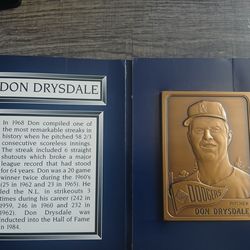 DON DRYSDALE
In 1968 Don compiled one of
the most remarkable streaks in
history when he pitched 58 2/3
consecutive scoreless innings.
The streak included 6 straight
shutouts which broke a major
league record that had stood
for 64 years. Don was a 20 game
winner twice during the 1960's
(25 in 1962 and 23 in 1965). He
led the N.L. in strikeouts 3
times during his career (242 in
1959, 246 in 1960 and 232 in
1962). Don Drysdale was
inducted into the Hall of Fame
in 1984.
DODGERS
PITCHER
DON DRYSDALE